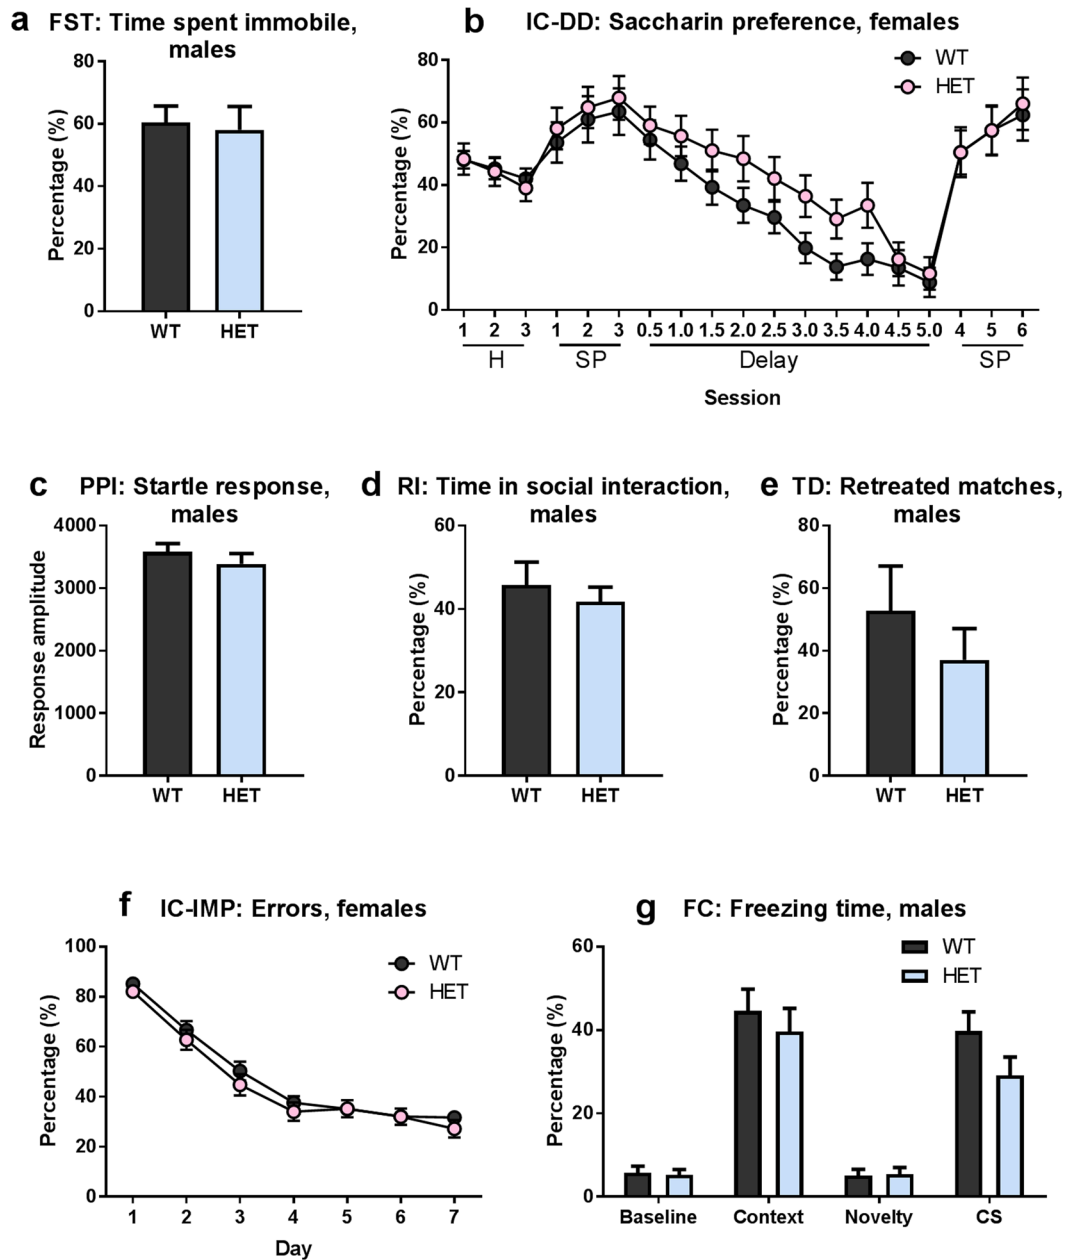 a FST: Time spent immobile,
males
Percentage (%)
80
60
40
20
0
WT HET
b IC-DD: Saccharin preference, females
WT
HET
Percentage (%)
80
60
40
20
0
1 2 3 1 2 3 0.5 1.0 1.5 2.0 2.5 3.0 3.5 4.0 4.5 5.0 4 5 6
H SP Delay SP
Session
c PPI: Startle response,
males
Response amplitude
4000
3000
2000
1000
0
WT HET
d RI: Time in social interaction,
males
Percentage (%)
60
40
20
0
WT HET
e TD: Retreated matches,
males
Percentage (%)
80
60
40
20
0
WT HET
f IC-IMP: Errors, females
WT
HET
Percentage (%)
100
80
60
40
20
0
1 2 3 4 5 6 7
Day
g FC: Freezing time, males
WT
HET
Percentage (%)
60
40
20
0
Baseline Context Novelty CS